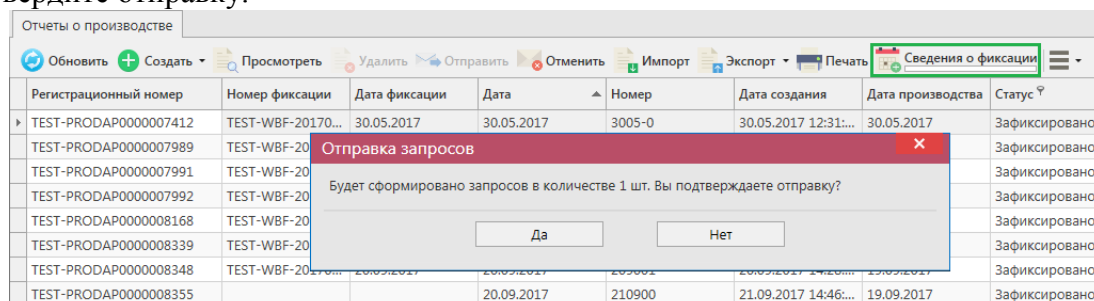 вердите отправку.
Отчеты о производстве
Обновить Создать Просмотреть Удалить Отправить Отменить Импорт Экспорт Печать Сведения о фиксации
Регистрационный номер Номер фиксации Дата фиксации Дата Номер Дата создания Дата производства Статус
TEST-PRODAP0000007412 TEST-WBF-20170... 30.05.2017 30.05.2017 3005-0 30.05.2017 12:31:... 30.05.2017 Зафиксировано
Отправка запросов
TEST-PRODAP0000007989 TEST-WBF-20 Зафиксировано
TEST-PRODAP0000007991 TEST-WBF-20 Зафиксировано
Будет сформировано запросов в количестве 1 шт. Вы подтверждаете отправку?
TEST-PRODAP0000007992 TEST-WBF-20 Зафиксировано
TEST-PRODAP0000008168 TEST-WBF-20 Зафиксировано
Да Нет
TEST-PRODAP0000008339 TEST-WBF-20 Зафиксировано
TEST-PRODAP0000008348 TEST-WBF-20170... Зафиксировано
TEST-PRODAP0000008355 20.09.2017 210900 21.09.2017 14:46:... 19.09.2017 Зафиксировано